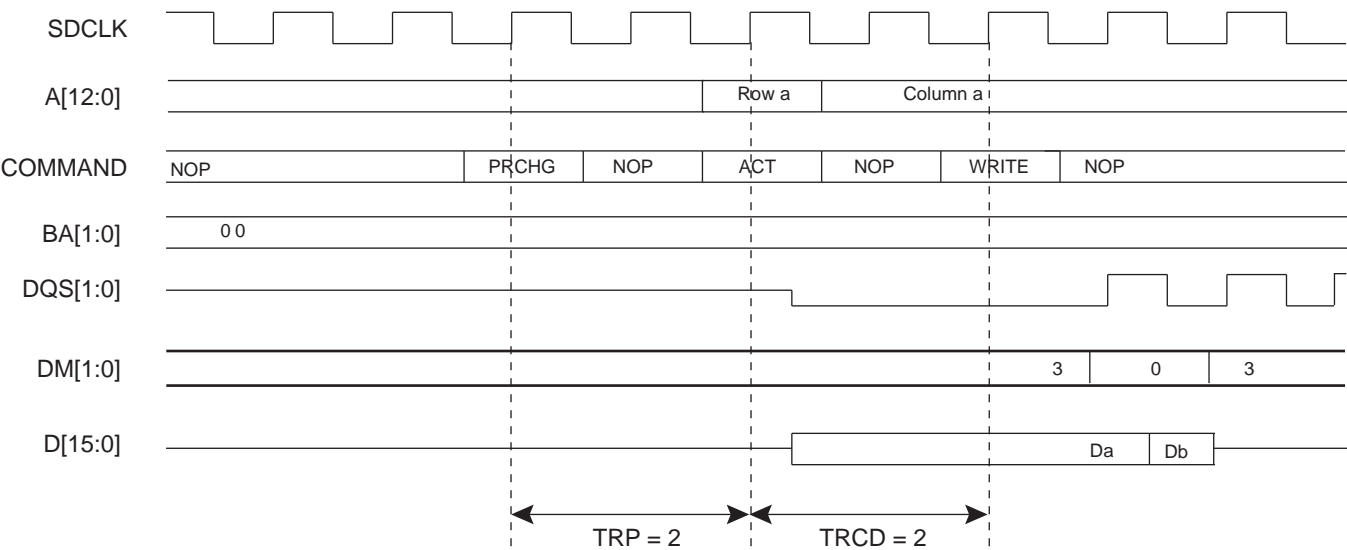 SDCLK
A[12:0] Row a Column a
COMMAND NOP PRCHG NOP ACT NOP WRITE NOP
BA[1:0] 0 0
DQS[1:0]
DM[1:0] 3 0 3
D[15:0] Da Db
TRP = 2 TRCD = 2